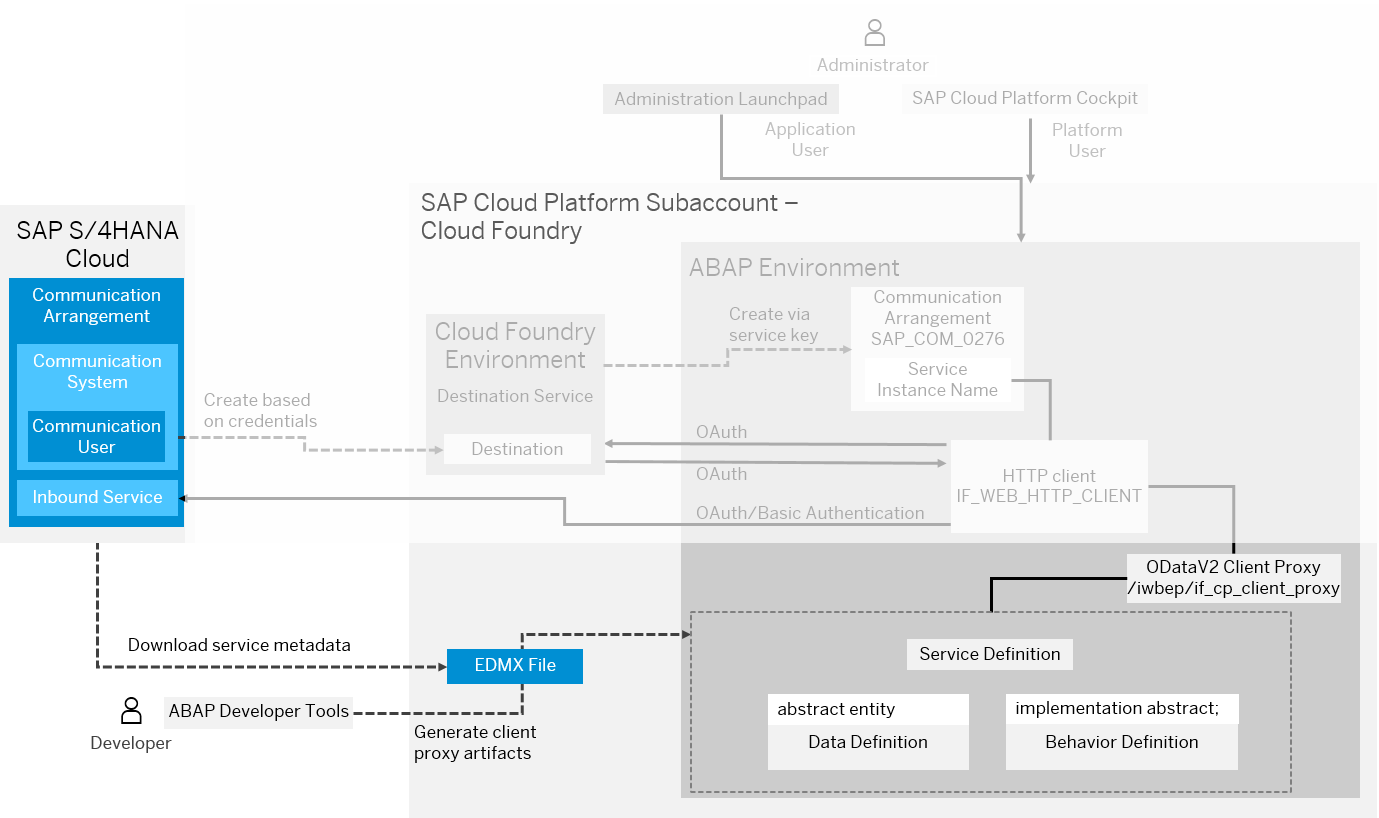 Administrator
Administration Launchpad
SAP Cloud Platform Cockpit
Application
User
Platform
User
SAP Cloud Platform Subaccount –
Cloud Foundry
SAP S/4HANA
Cloud
Communication
Arrangement
Communication
System
Communication
User
Inbound Service
Create based
on credentials
Cloud Foundry
Environment
Destination Service
Destination
ABAP Environment
Create via
service key
Communication
Arrangement
SAP_COM_0276
Service
Instance Name
OAuth
OAuth
OAuth/Basic Authentication
HTTP client
IF_WEB_HTTP_CLIENT
ODataV2 Client Proxy
/iwbep/if_cp_client_proxy
Download service metadata
EDMX File
ABAP Developer Tools
Developer
Generate client
proxy artifacts
Service Definition
abstract entity
Data Definition
implementation abstract;
Behavior Definition